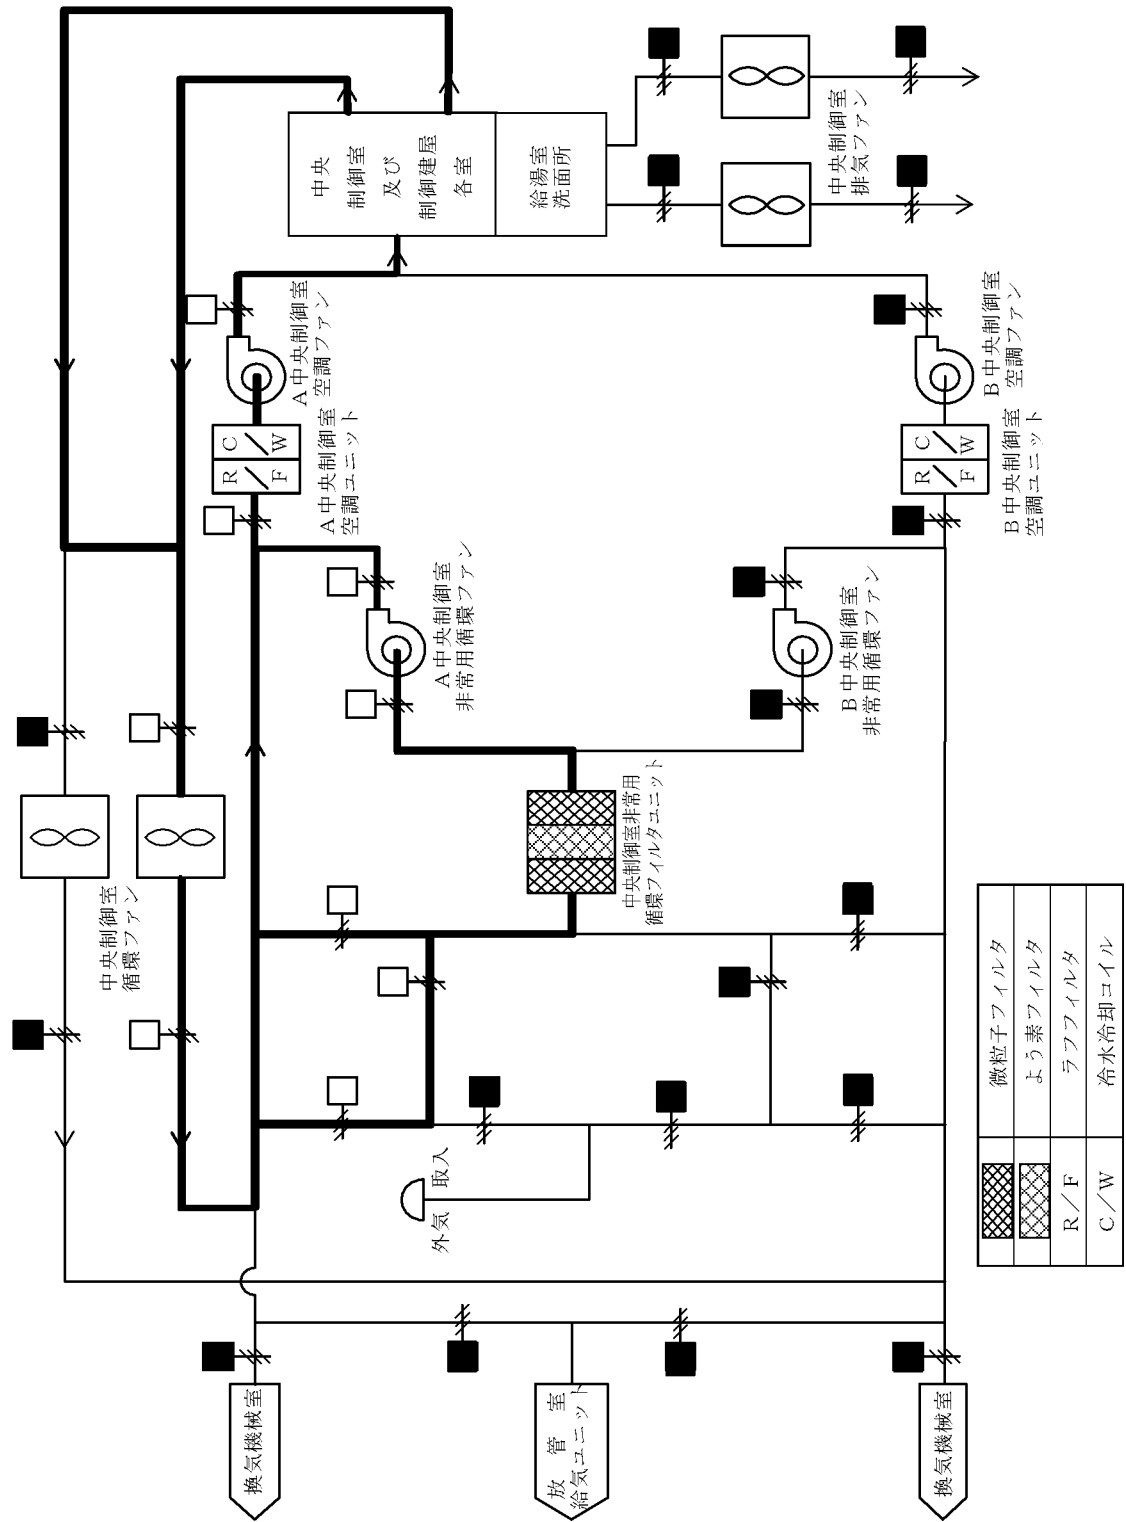 中央
制御室
及び
制御建屋
各室
給湯室
洗面所
中央制御室
排気ファン
A中央制御室
空調ファン
A中央制御室
空調ユニット
R/F
C/W
B中央制御室
空調ファン
B中央制御室
空調ユニット
R/F
C/W
A中央制御室
非常用循環ファン
B中央制御室
非常用循環ファン
中央制御室非常用
循環フィルタユニット
中央制御室
循環ファン
外気取入
換気機械室
放管室
給気ユニット
換気機械室
微粒子フィルタ
よう素フィルタ
R/F ラフフィルタ
C/W 冷水冷却コイル